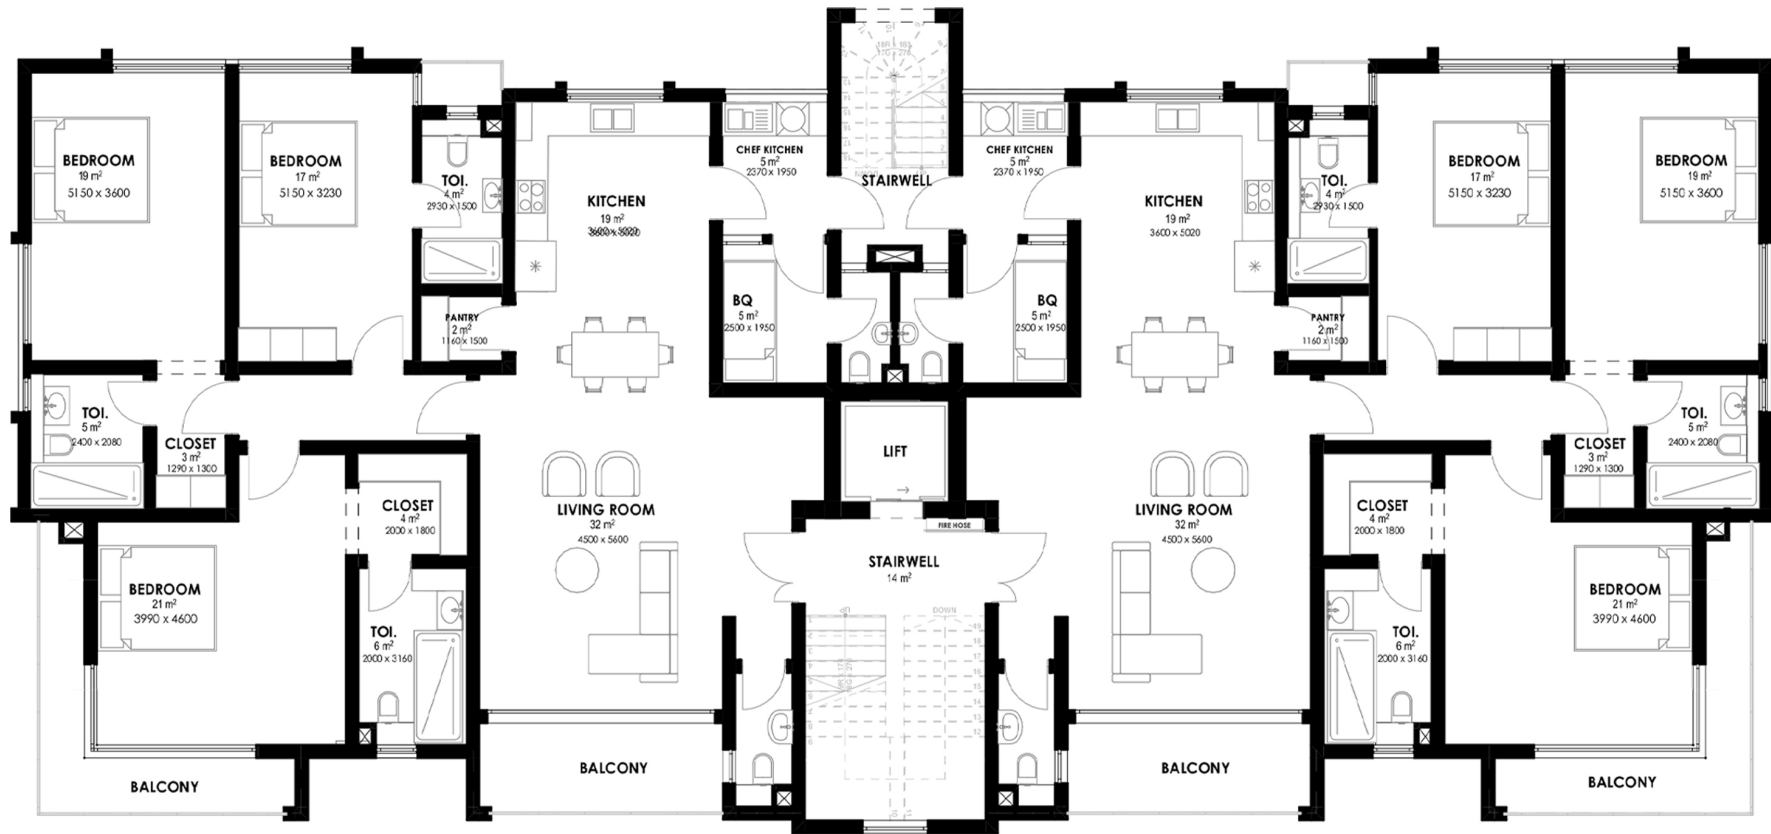 BEDROOM
19 m²
5150 x 3600
BEDROOM
17 m²
5150 x 3230
TOI.
4 m²
2930 x 1500
KITCHEN
19 m²
3600 x 5020
CHEF KITCHEN
5 m²
2370 x 1950
STAIRWELL
CHEF KITCHEN
5 m²
2370 x 1950
KITCHEN
19 m²
3600 x 5020
TOI.
4 m²
2930 x 1500
BEDROOM
17 m²
5150 x 3230
BEDROOM
19 m²
5150 x 3600
PANTRY
2 m²
1160 x 1500
BQ
5 m²
2500 x 1950
BQ
5 m²
2500 x 1950
PANTRY
2 m²
1160 x 1500
TOI.
5 m²
2400 x 2080
CLOSET
3 m²
1290 x 1300
LIFT
CLOSET
3 m²
1290 x 1300
TOI.
5 m²
2400 x 2080
CLOSET
4 m²
2000 x 1800
LIVING ROOM
32 m²
4500 x 5600
FIRE HOSE
LIVING ROOM
32 m²
4500 x 5600
CLOSET
4 m²
2000 x 1800
STAIRWELL
14 m²
BEDROOM
21 m²
3990 x 4600
BEDROOM
21 m²
3990 x 4600
UP
DOWN
TOI.
6 m²
2000 x 3160
TOI.
6 m²
2000 x 3160
BALCONY
BALCONY
BALCONY
BALCONY